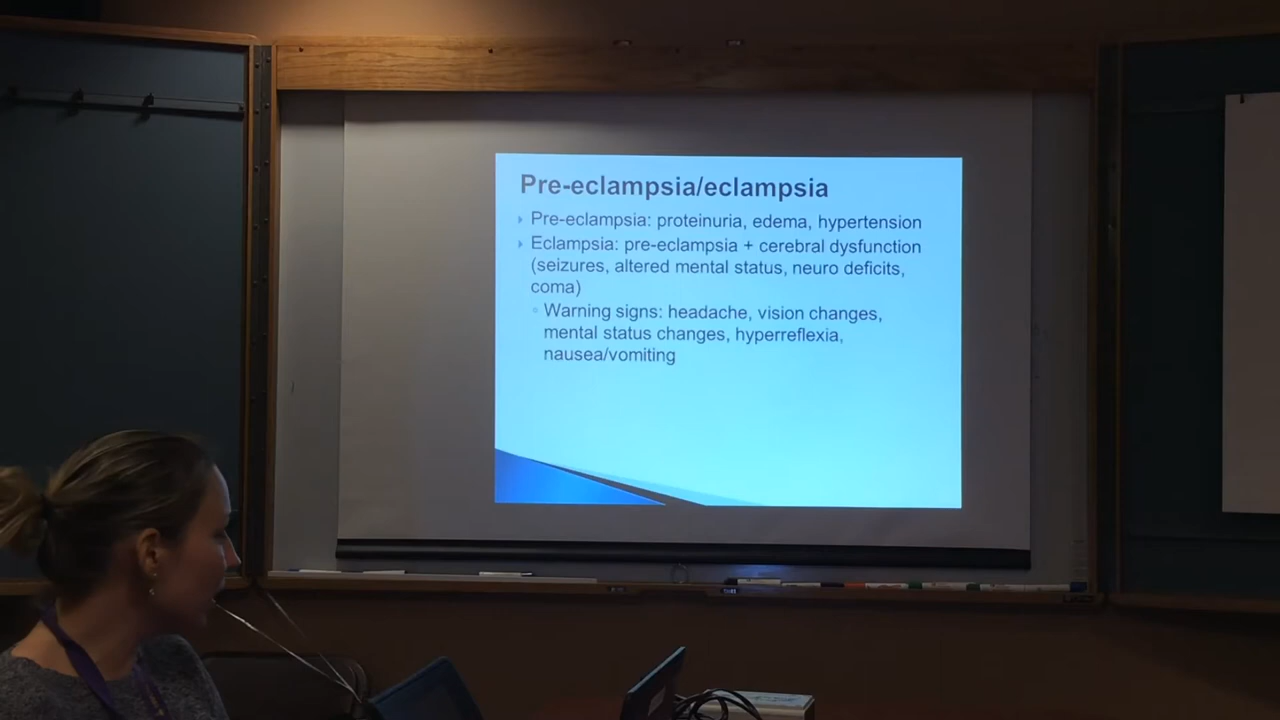 Pre-eclampsia/eclampsia
Pre-eclampsia: proteinuria, edema, hypertension
Eclampsia: pre-eclampsia + cerebral dysfunction
(seizures, altered mental status, neuro deficits,
coma)
Warning signs: headache, vision changes,
mental status changes, hyperreflexia,
nausea/vomiting